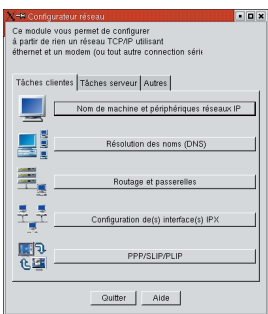 Configurateur réseau
Ce module vous permet de configurer
à partir de rien un réseau TCP/IP utilisant
éthernet et un modem (ou tout autre connection série
Tâches clientes Tâches serveur Autres
Nom de machine et périphériques réseaux IP
Résolution des noms (DNS)
Routage et passerelles
Configuration de(s) interface(s) IPX
PPP/SLIP/PLIP
Quitter Aide